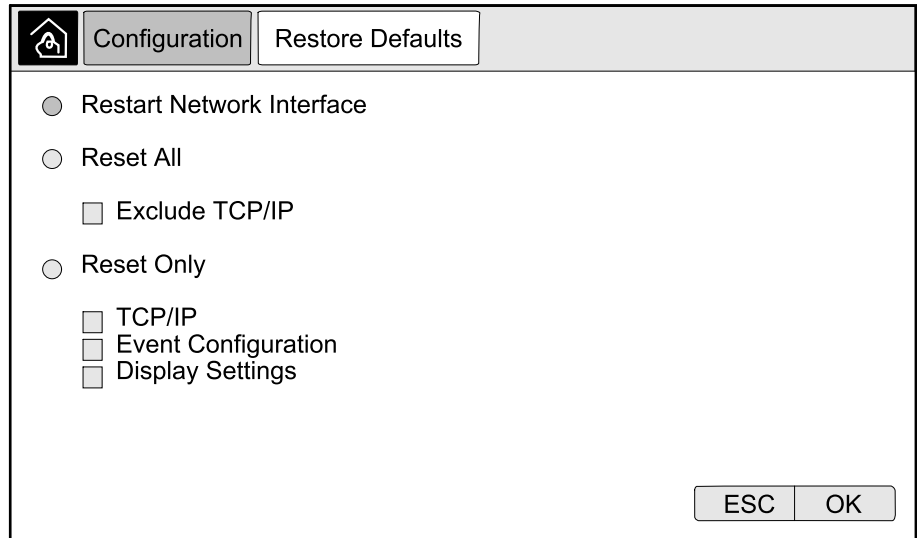 Configuration Restore Defaults
Restart Network Interface
Reset All
Exclude TCP/IP
Reset Only
TCP/IP
Event Configuration
Display Settings
ESC OK